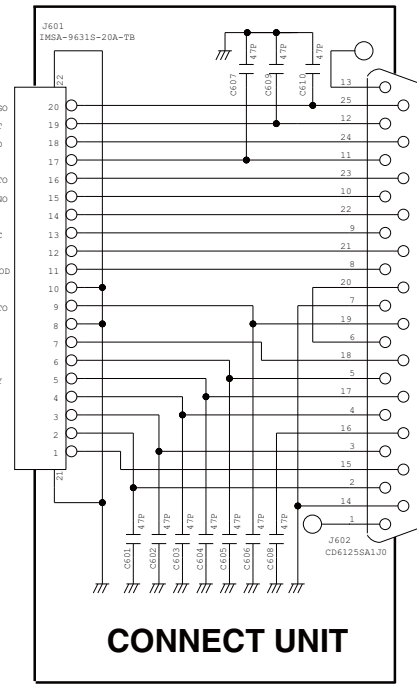 J601
IMSA-9631S-20A-TB
22
20
19
18
17
16
15
14
13
12
11
10
9
8
7
6
5
4
3
2
1
21
47P
47P
47P
C607
C609
C610
13
25
12
24
11
23
10
22
9
21
8
20
7
19
6
18
5
17
4
16
3
15
2
14
1
J602
CD6125SA1J0
47P
47P
47P
47P
47P
47P
47P
C601
C602
C603
C604
C605
C606
C608
CONNECT UNIT